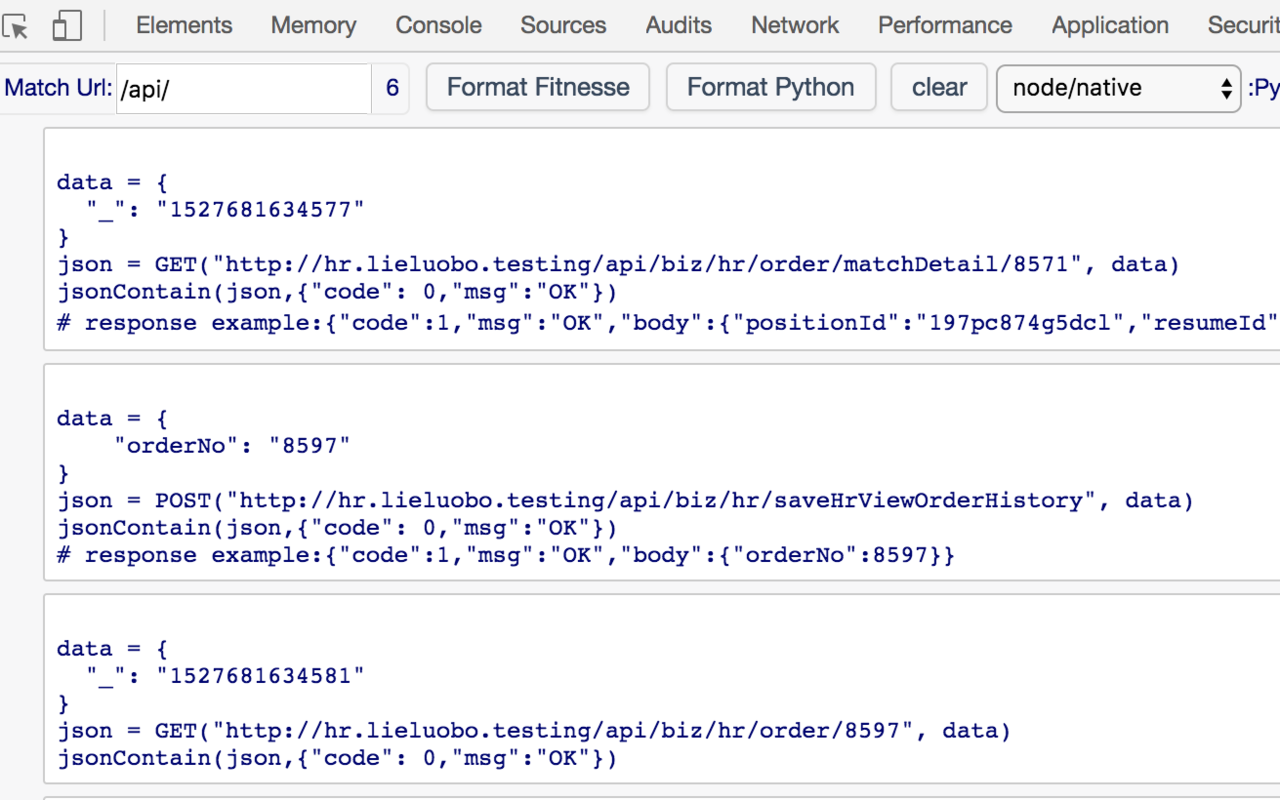 Elements Memory Console Sources Audits Network Performance Application
Match Url: /api/ 6 Format Fitnesse Format Python clear node/native :Py
data = {
  "_": "1527681634577"
}
json = GET("http://hr.lieluobo.testing/api/biz/hr/order/matchDetail/8571", data)
jsonContain(json,{"code": 0,"msg":"OK"})
# response example:{"code":1,"msg":"OK","body":{"positionId":"197pc874g5dcl","resumeId"
data = {
    "orderNo": "8597"
}
json = POST("http://hr.lieluobo.testing/api/biz/hr/saveHrViewOrderHistory", data)
jsonContain(json,{"code": 0,"msg":"OK"})
# response example:{"code":1,"msg":"OK","body":{"orderNo":8597}}
data = {
  "_": "1527681634581"
}
json = GET("http://hr.lieluobo.testing/api/biz/hr/order/8597", data)
jsonContain(json,{"code": 0,"msg":"OK"})